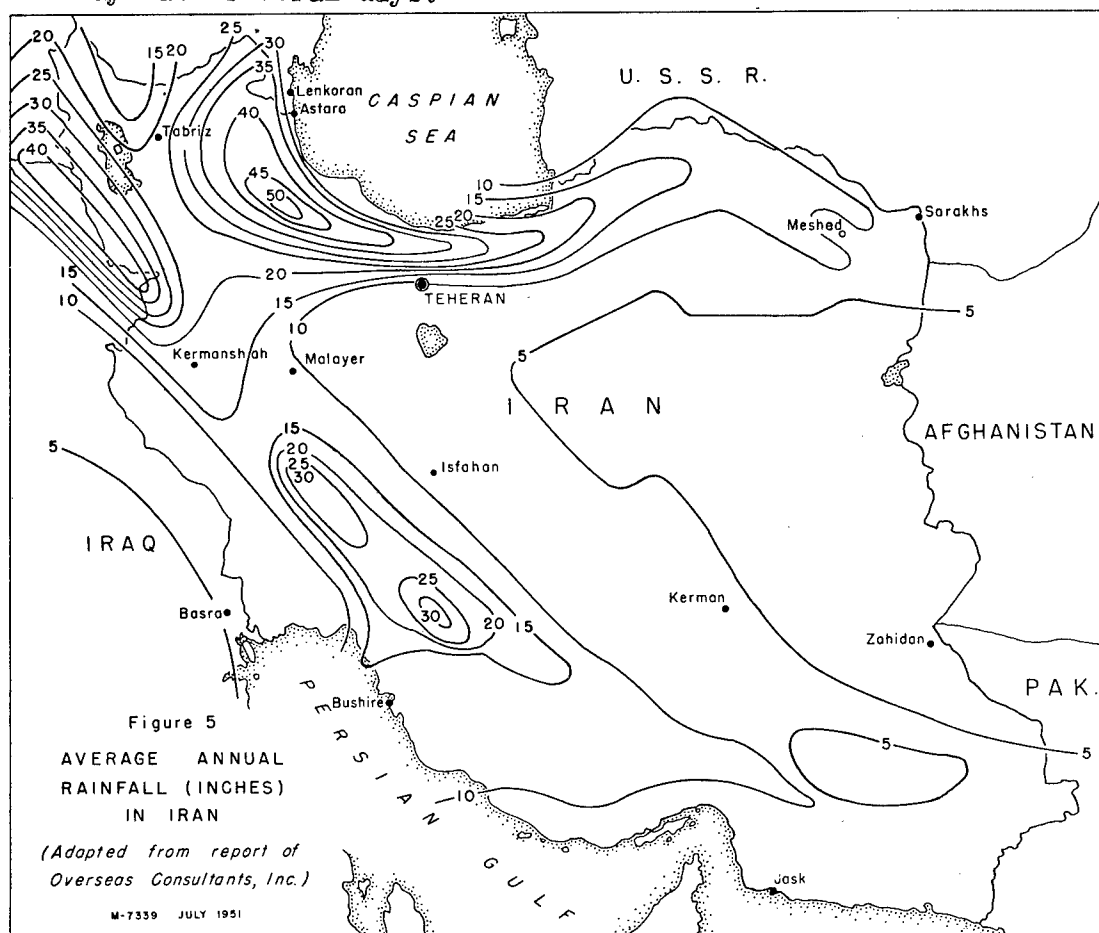 25
20
30
15 20
35
25
30
35
40
U. S. S. R.
Lenkoran
Astara
CASPIAN
SEA
Tabriz
40
45
50
10
15
20
25
Meshed
Sarakhs
15
10
20
15
10
TEHERAN
5
Kermanshah
Malayer
5
I R A N
AFGHANISTAN
5
15
20
25
30
Isfahan
IRAQ
25
30
20
15
Basra
Kerman
Zahidan
PAK.
Bushire
PERSIAN GULF
5
5
10
Jask
Figure 5
AVERAGE ANNUAL
RAINFALL (INCHES)
IN IRAN
(Adapted from report of
Overseas Consultants, Inc.)
M-7339 JULY 1951